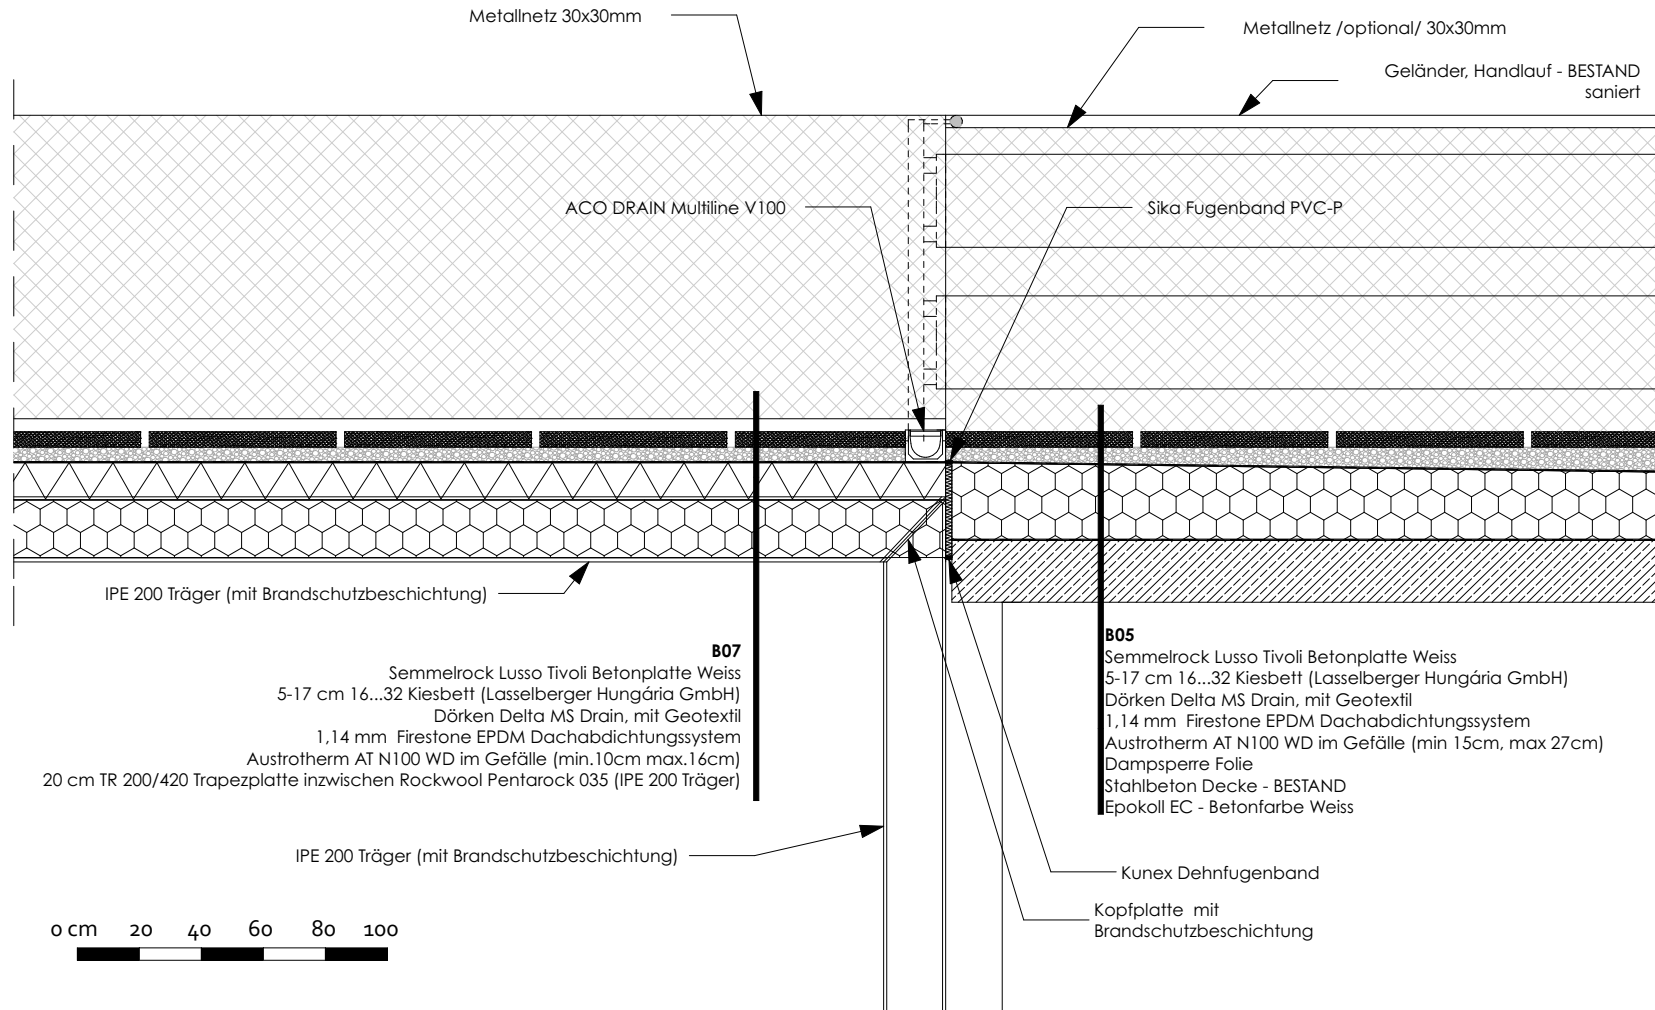 Metallnetz 30x30mm
Metallnetz /optional/ 30x30mm
Geländer, Handlauf - BESTAND
saniert
ACO DRAIN Multiline V100
Sika Fugenband PVC-P
IPE 200 Träger (mit Brandschutzbeschichtung)
B07
Semmelrock Lusso Tivoli Betonplatte Weiss
5-17 cm 16...32 Kiesbett (Lasselberger Hungária GmbH)
Dörken Delta MS Drain, mit Geotextil
1,14 mm Firestone EPDM Dachabdichtungssystem
Austrotherm AT N100 WD im Gefälle (min.10cm max.16cm)
20 cm TR 200/420 Trapezplatte inzwischen Rockwool Pentarock 035 (IPE 200 Träger)
B05
Semmelrock Lusso Tivoli Betonplatte Weiss
5-17 cm 16...32 Kiesbett (Lasselberger Hungária GmbH)
Dörken Delta MS Drain, mit Geotextil
1,14 mm Firestone EPDM Dachabdichtungssystem
Austrotherm AT N100 WD im Gefälle (min 15cm, max 27cm)
Dampsperre Folie
Stahlbeton Decke - BESTAND
Epokoll EC - Betonfarbe Weiss
IPE 200 Träger (mit Brandschutzbeschichtung)
Kunex Dehnfugenband
Kopfplatte mit
Brandschutzbeschichtung
0 cm 20 40 60 80 100